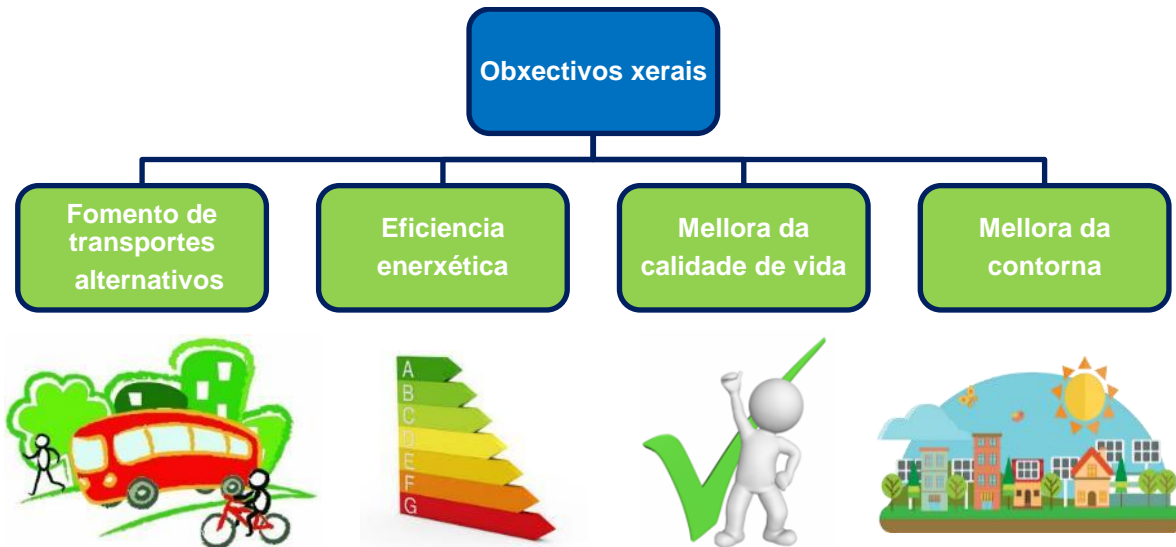 Obxectivos xerais
Fomento de
transportes
alternativos
Eficiencia
enerxética
Mellora da
calidade de vida
Mellora da
contorna
A
B
C
D
E
F
G